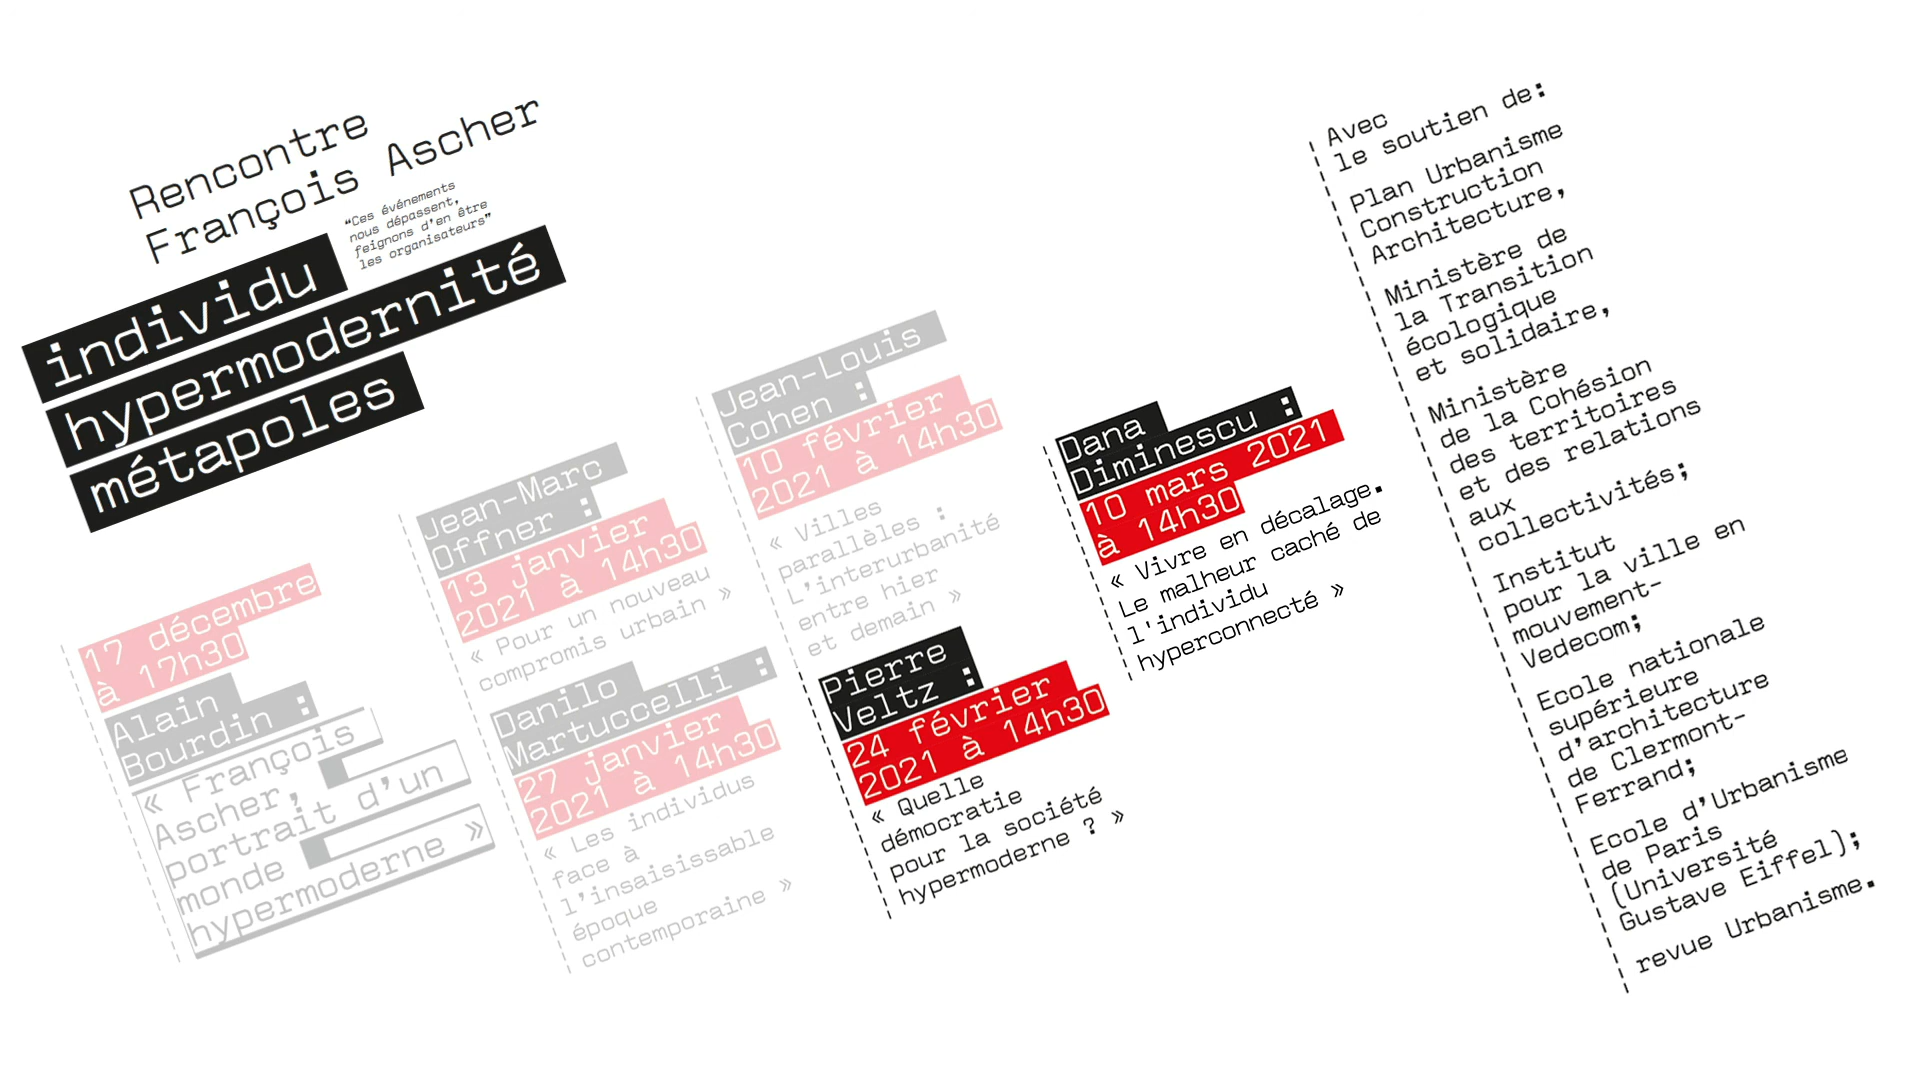 Rencontre
François Ascher
“Ces événements
nous dépassent,
feignons d’en être
les organisateurs”
individu
hypermodernité
métapoles
17 décembre
à 17h30
Alain
Bourdin :
« François
Ascher,
portrait d’un
monde
hypermoderne »
Jean-Marc
Offner :
13 janvier
2021 à 14h30
« Pour un nouveau
compromis urbain »
Danilo
Martuccelli :
27 janvier
2021 à 14h30
« Les individus
face à
l’insaisissable
époque
contemporaine »
Jean-Louis
Cohen :
10 février
2021 à 14h30
« Villes
parallèles :
L’interurbanité
entre hier
et demain »
Pierre
Veltz :
24 février
2021 à 14h30
« Quelle
démocratie
pour la société
hypermoderne ? »
Dana
Diminescu :
10 mars 2021
à 14h30
« Vivre en décalage.
Le malheur caché de
l'individu
hyperconnecté »
Avec
le soutien de:
Plan Urbanisme
Construction
Architecture,
Ministère de
la Transition
écologique
et solidaire,
Ministère
de la Cohésion
des territoires
et des relations
aux
collectivités;
Institut
pour la ville en
mouvement-
Vedecom;
Ecole nationale
supérieure
d’architecture
de Clermont-
Ferrand;
Ecole d’Urbanisme
de Paris
(Université
Gustave Eiffel);
revue Urbanisme.